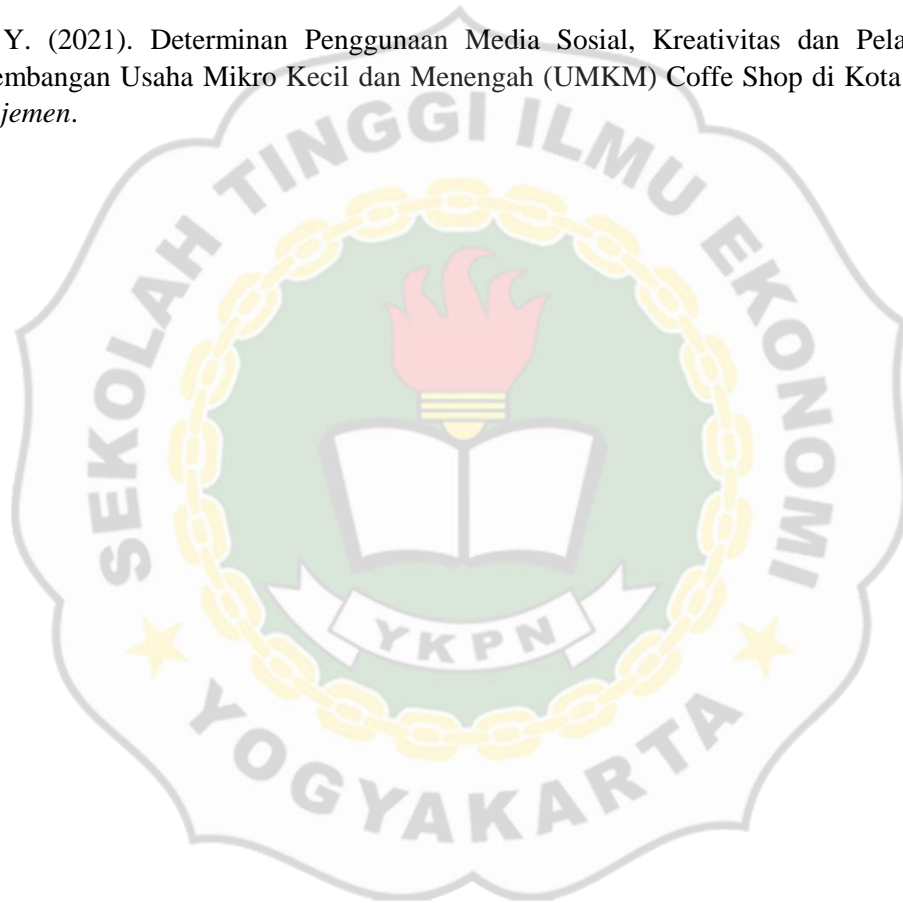 Y. (2021). Determinan Penggunaan Media Sosial, Kreativitas dan Pela
embangan Usaha Mikro Kecil dan Menengah (UMKM) Coffe Shop di Kota
jemen.
SEKOLAH TINGGI ILMU EKONOMI
YKPN
YOGYAKARTA